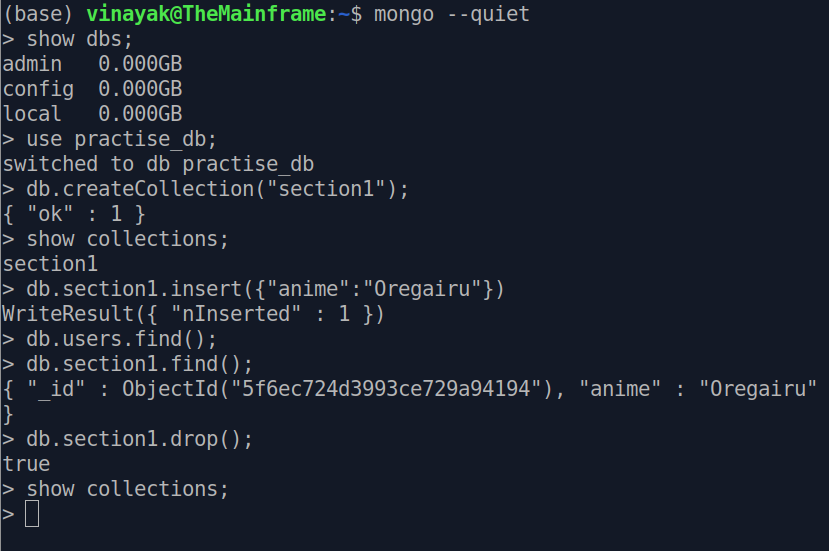 (base) vinayak@TheMainframe:~$ mongo --quiet
> show dbs;
admin   0.000GB
config  0.000GB
local   0.000GB
> use practise_db;
switched to db practise_db
> db.createCollection("section1");
{ "ok" : 1 }
> show collections;
section1
> db.section1.insert({"anime":"Oregairu"})
WriteResult({ "nInserted" : 1 })
> db.users.find();
> db.section1.find();
{ "_id" : ObjectId("5f6ec724d3993ce729a94194"), "anime" : "Oregairu"
}
> db.section1.drop();
true
> show collections;
>